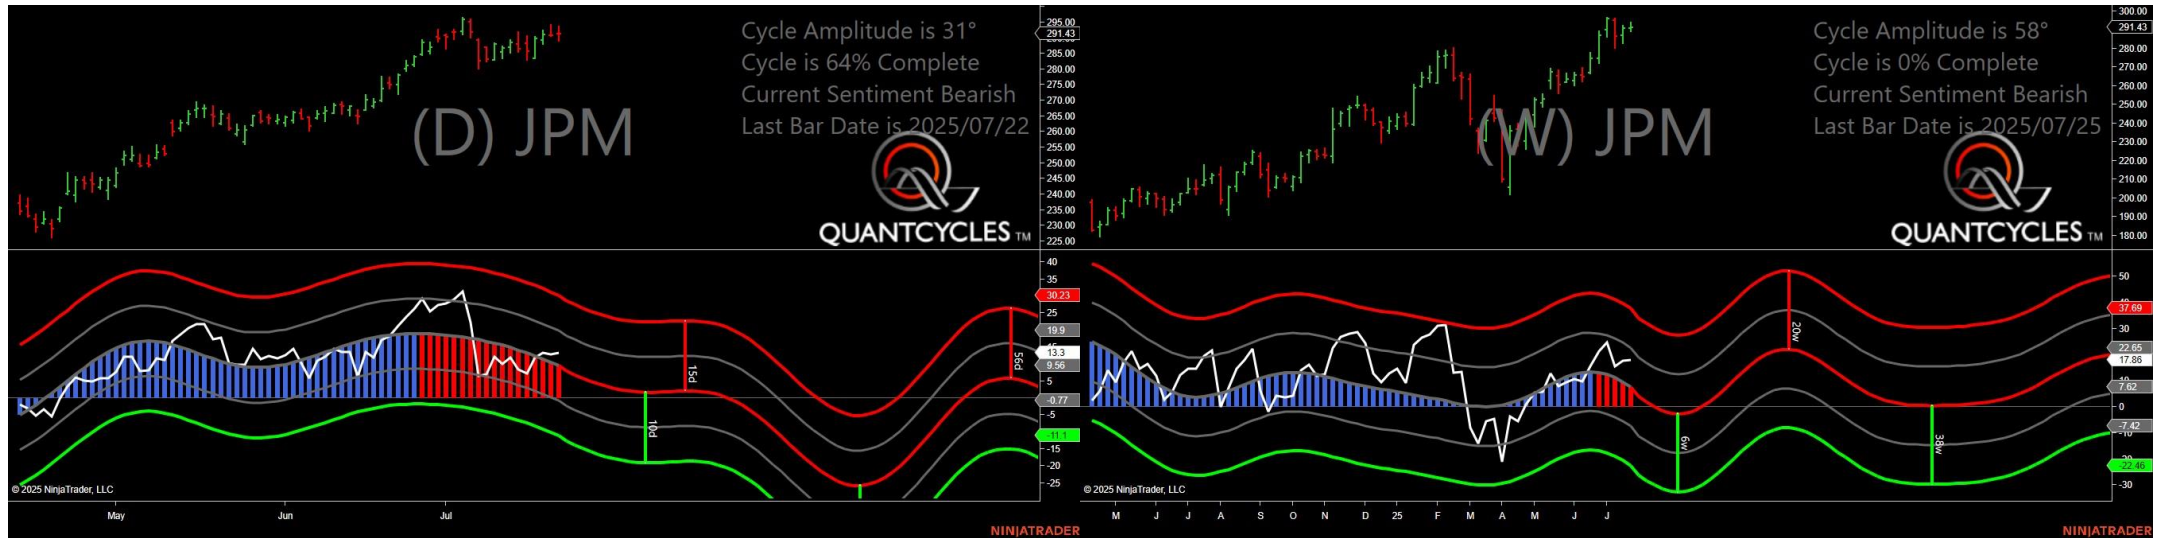 Cycle Amplitude is 31°
Cycle is 64% Complete
Current Sentiment Bearish
Last Bar Date is 2025/07/22
(D) JPM
QUANTCYCLES TM
295.00
291.43
285.00
280.00
275.00
270.00
265.00
260.00
255.00
250.00
245.00
240.00
235.00
230.00
225.00
40
35
30.23
25
19.9
13.3
9.56
5
-0.77
-5
-11.1
-15
-20
-25
10d
15d
56d
© 2025 NinjaTrader, LLC
May
Jun
Jul
NINJATRADER
Cycle Amplitude is 58°
Cycle is 0% Complete
Current Sentiment Bearish
Last Bar Date is 2025/07/25
(W) JPM
QUANTCYCLES TM
300.00
291.43
280.00
270.00
260.00
250.00
240.00
230.00
220.00
210.00
200.00
190.00
180.00
50
37.69
30
22.65
17.86
7.62
0
-7.42
-22.46
-30
6w
20w
38w
© 2025 NinjaTrader, LLC
M J J A S O N D 25 F M A M J J
NINJATRADER